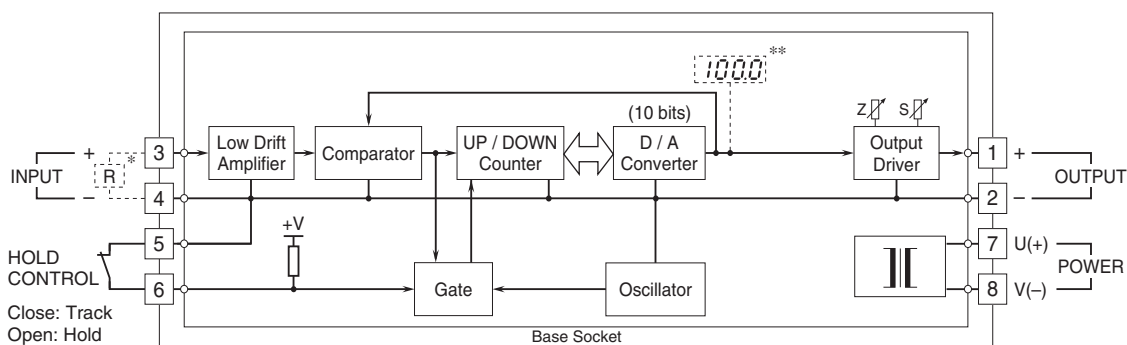 100.0 **
(10 bits)
Z S
Low Drift Amplifier
Comparator
UP / DOWN Counter
D / A Converter
Output Driver
INPUT
+ 3
R *
− 4
1 +
2 −
OUTPUT
HOLD CONTROL
5
6
Close: Track
Open: Hold
+V
Gate
Oscillator
7 U(+)
8 V(−)
POWER
Base Socket